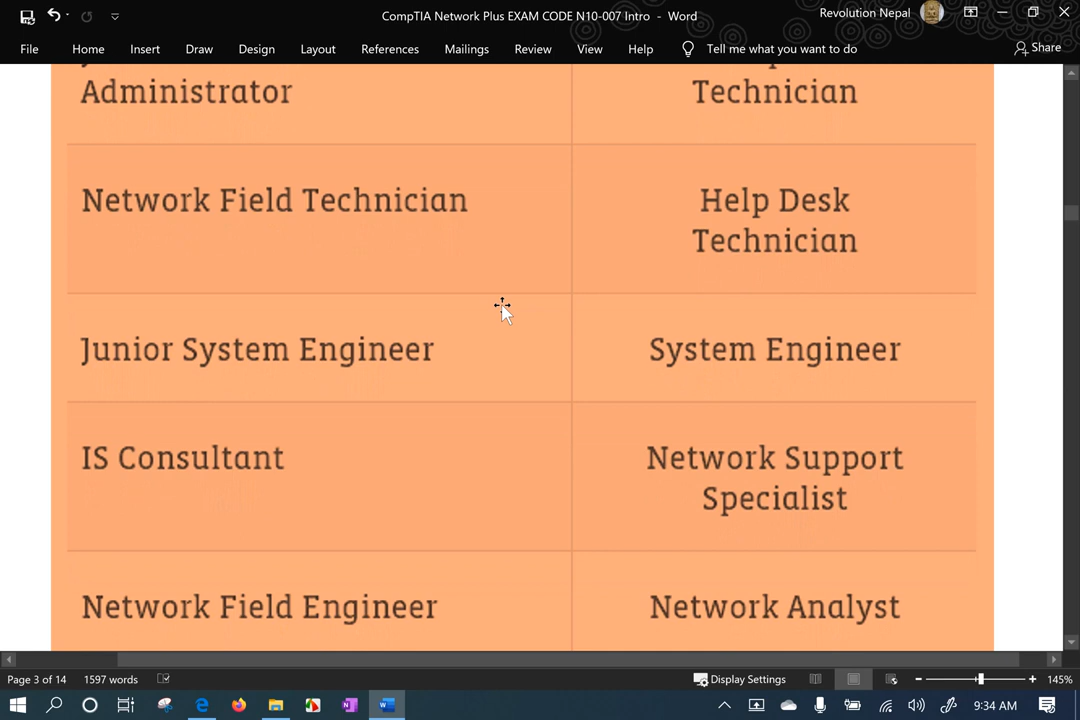 CompTIA Network Plus EXAM CODE N10-007 Intro - Word
Revolution Nepal
File Home Insert Draw Design Layout References Mailings Review View Help Tell me what you want to do Share
Administrator
Technician
Network Field Technician
Help Desk
Technician
Junior System Engineer
System Engineer
IS Consultant
Network Support
Specialist
Network Field Engineer
Network Analyst
Page 3 of 14 1597 words Display Settings 145%
9:34 AM